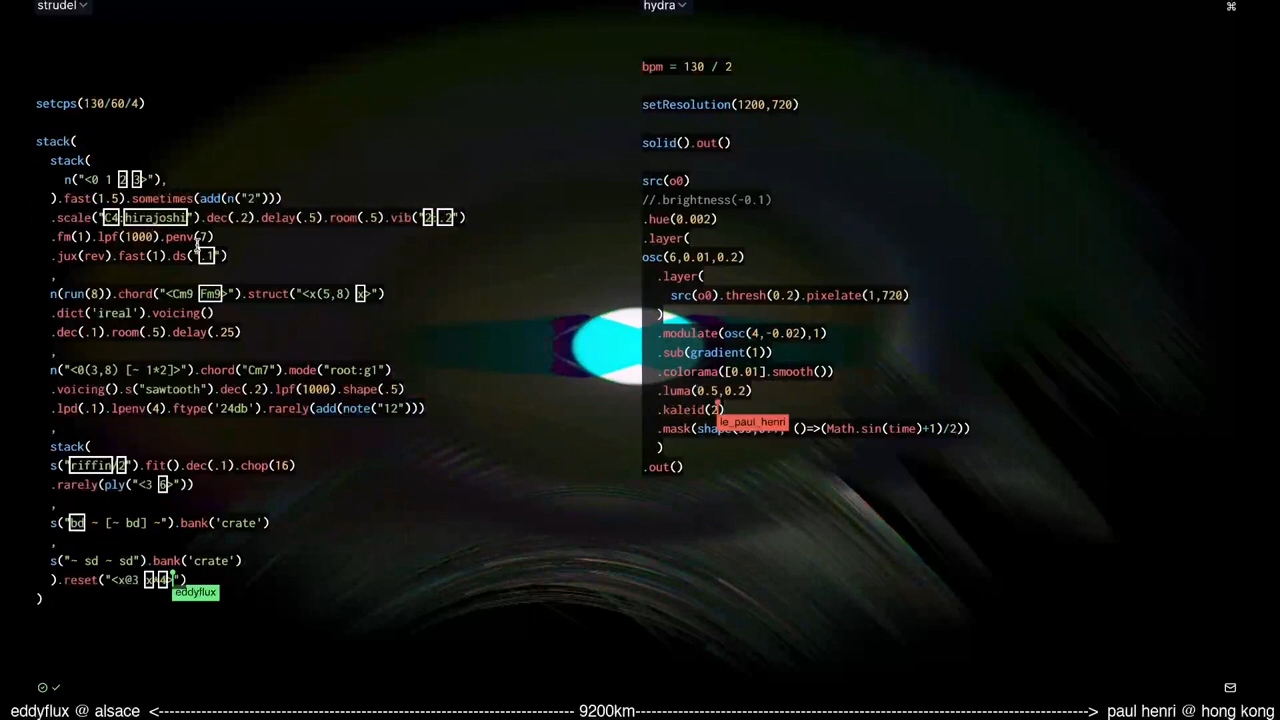 strudel
setcps(130/60/4)
stack(
stack(
n("<0 1 2 3>"),
).fast(1.5).sometimes(add(n("2")))
.scale("C4:hirajoshi").dec(.2).delay(.5).room(.5).vib("2:.2")
.fm(1).lpf(1000).penv(7)
.jux(rev).fast(1).ds(".1")
,
n(run(8)).chord("<Cm9 Fm9>").struct("<x(5,8) x>")
.dict('ireal').voicing()
.dec(.1).room(.5).delay(.25)
,
n("<0(3,8) [~ 1*2]>").chord("Cm7").mode("root:g1")
.voicing().s("sawtooth").dec(.2).lpf(1000).shape(.5)
.lpd(.1).lpenv(4).ftype('24db').rarely(add(note("12")))
,
stack(
s("riffin/2").fit().dec(.1).chop(16)
.rarely(ply("<3 6>"))
,
s("bd ~ [~ bd] ~").bank('crate')
,
s("~ sd ~ sd").bank('crate')
).reset("<x@3 x*4>")
eddyflux
)
hydra
⌘
bpm = 130 / 2
setResolution(1200,720)
solid().out()
src(o0)
//.brightness(-0.1)
.hue(0.002)
.layer(
osc(6,0.01,0.2)
.layer(
src(o0).thresh(0.2).pixelate(1,720)
)
.modulate(osc(4,-0.02),1)
.sub(gradient(1))
.colorama([0.01].smooth())
.luma(0.5,0.2)
.kaleid(2)
le_paul_henri
.mask( ()=>(Math.sin(time)+1)/2))
)
.out()
eddyflux @ alsace <---------------------------------------------------------------------- 9200km---------------------------------------------------------------------------> paul henri @ hong kong